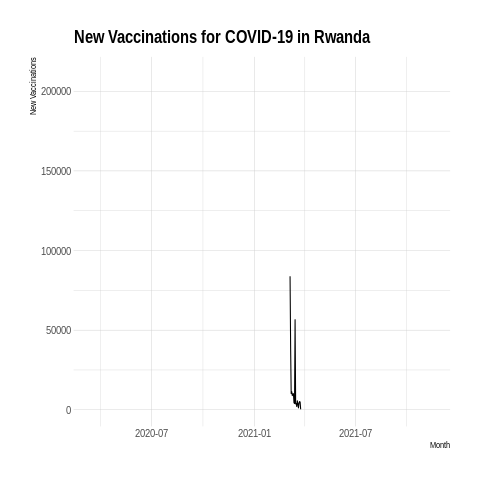 New Vaccinations for COVID-19 in Rwanda
New Vaccinations
200000
150000
100000
50000
0
2020-07 2021-01 2021-07
Month